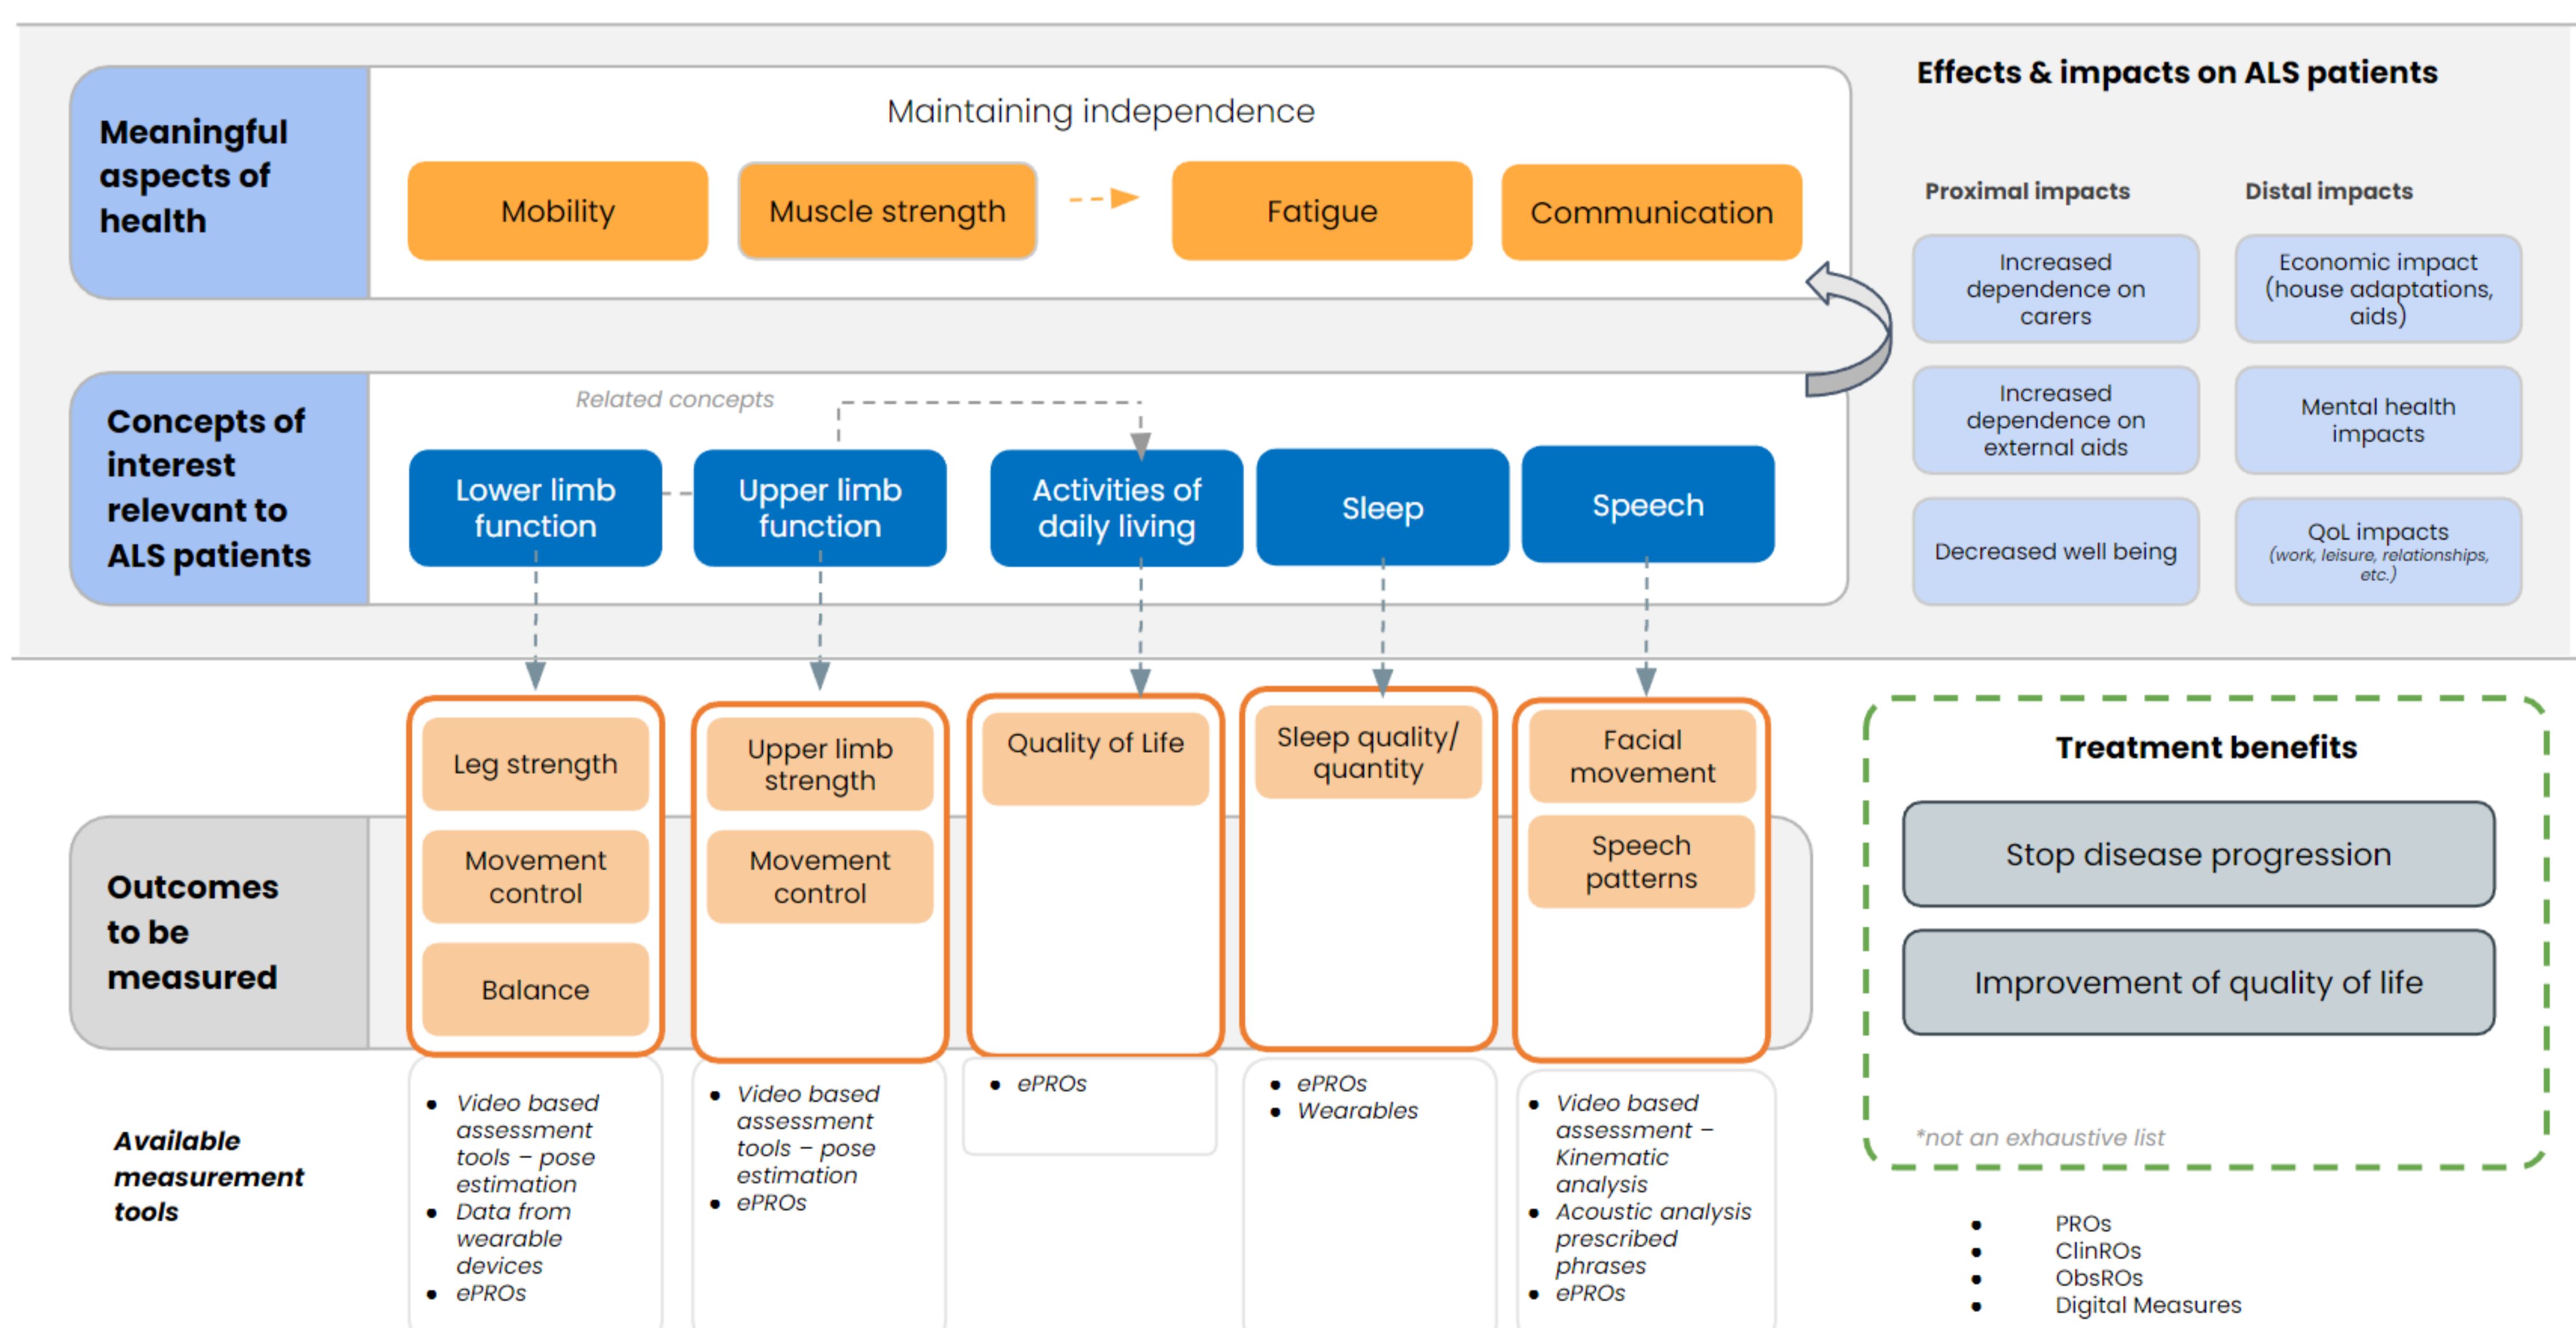 Effects & impacts on ALS patients
Meaningful
aspects of
health
Maintaining independence
Mobility
Muscle strength
Fatigue
Communication
Proximal impacts
Distal impacts
Increased
dependence on
carers
Economic impact
(house adaptations,
aids)
Increased
dependence on
external aids
Mental health
impacts
Decreased well being
QoL impacts
(work, leisure, relationships,
etc.)
Concepts of
interest
relevant to
ALS patients
Related concepts
Lower limb
function
Upper limb
function
Activities of
daily living
Sleep
Speech
Outcomes
to be
measured
Leg strength
Movement
control
Balance
Upper limb
strength
Movement
control
Quality of Life
Sleep quality/
quantity
Facial
movement
Speech
patterns
Treatment benefits
Stop disease progression
Improvement of quality of life
*not an exhaustive list
Available
measurement
tools
• Video based
assessment
tools – pose
estimation
• Data from
wearable
devices
• ePROs
• Video based
assessment
tools – pose
estimation
• ePROs
• ePROs
• ePROs
• Wearables
• Video based
assessment –
Kinematic
analysis
• Acoustic analysis
prescribed
phrases
• ePROs
• PROs
• ClinROs
• ObsROs
• Digital Measures